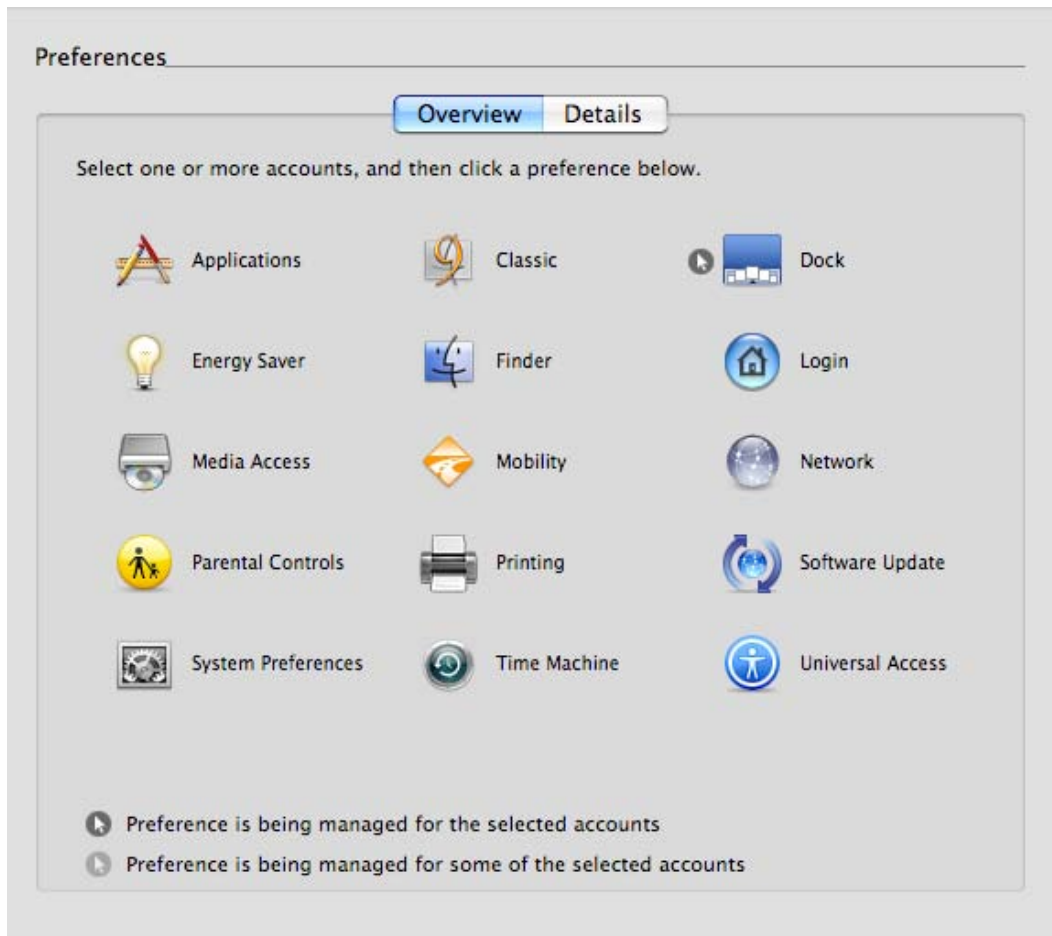 Preferences
Overview Details
Select one or more accounts, and then click a preference below.
Applications Classic Dock
Energy Saver Finder Login
Media Access Mobility Network
Parental Controls Printing Software Update
System Preferences Time Machine Universal Access
Preference is being managed for the selected accounts
Preference is being managed for some of the selected accounts